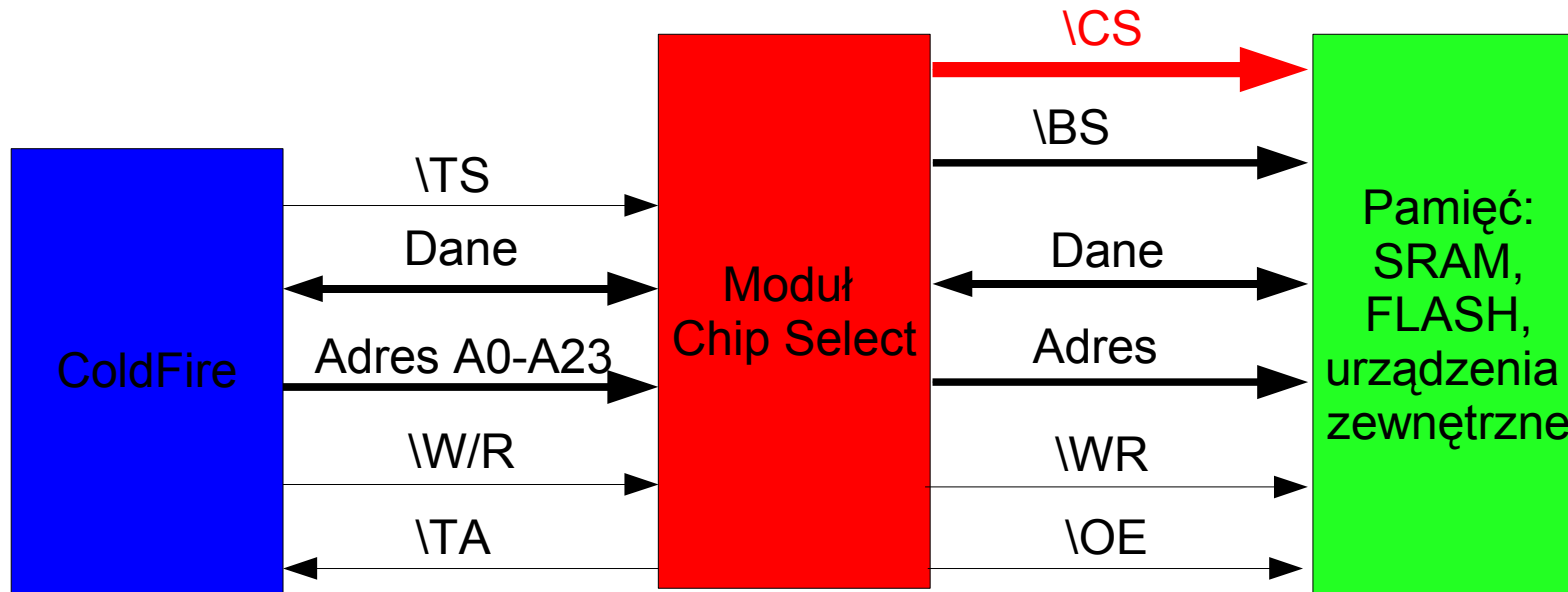 ColdFire
\TS
Dane
Adres A0-A23
\W/R
\TA
Moduł
Chip Select
\CS
\BS
Dane
Adres
\WR
\OE
Pamięć:
SRAM,
FLASH,
urządzenia
zewnętrzne